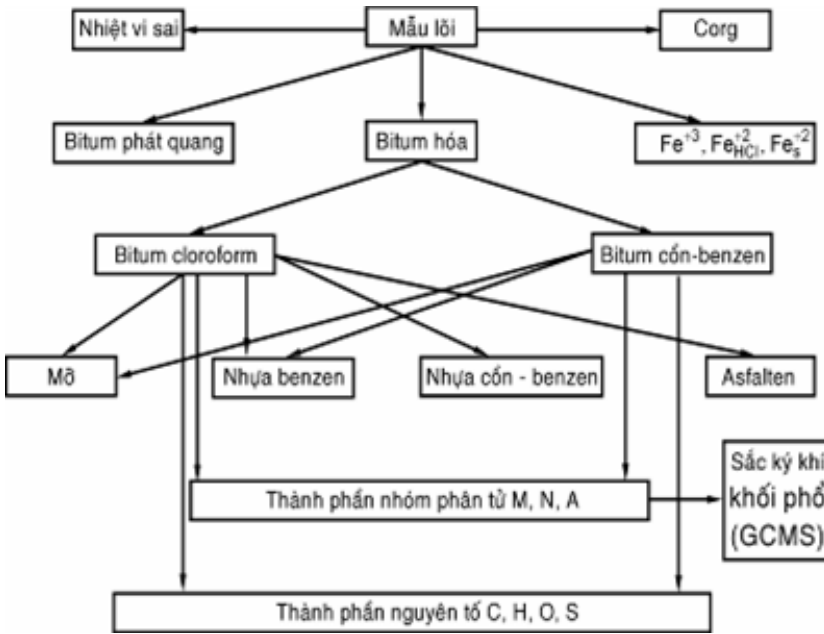 Nhiệt vi sai
Mẫu lõi
Corg
Bitum phát quang
Bitum hóa
Fe⁺³, Fe⁺²HCl, Fe⁺²s
Bitum cloroform
Bitum cồn-benzen
Mỡ
Nhựa benzen
Nhựa cồn - benzen
Asfalten
Thành phần nhóm phân tử M, N, A
Sắc ký khí
khối phổ
(GCMS)
Thành phần nguyên tố C, H, O, S